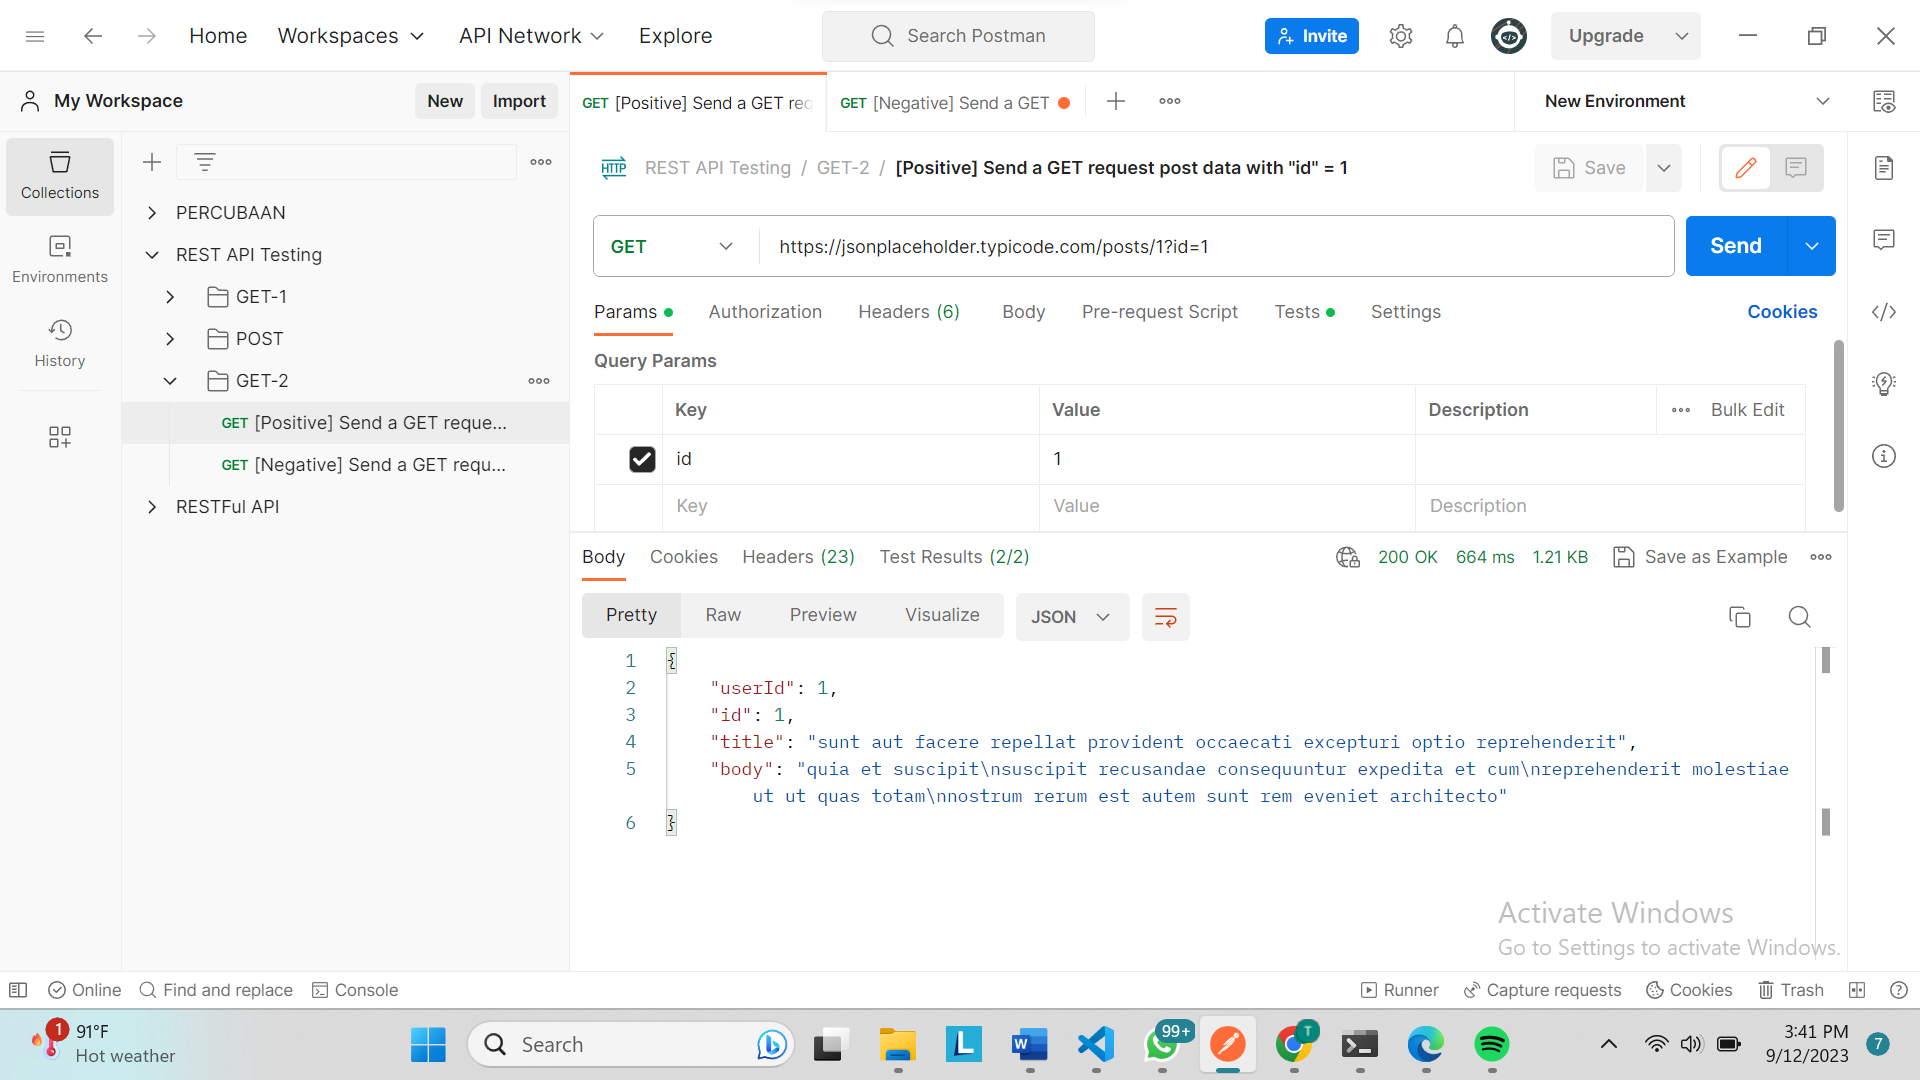 Home
Workspaces
API Network
Explore
Search Postman
Invite
Upgrade
My Workspace
New
Import
GET [Positive] Send a GET req
GET [Negative] Send a GET
New Environment
Collections
Environments
History
PERCUBAAN
REST API Testing
GET-1
POST
GET-2
GET [Positive] Send a GET reque...
GET [Negative] Send a GET requ...
RESTFul API
HTTP
REST API Testing / GET-2 / [Positive] Send a GET request post data with "id" = 1
Save
GET
https://jsonplaceholder.typicode.com/posts/1?id=1
Send
Params
Authorization
Headers (6)
Body
Pre-request Script
Tests
Settings
Cookies
Query Params
Key Value Description Bulk Edit
id 1
Key Value Description
Body
Cookies
Headers (23)
Test Results (2/2)
200 OK 664 ms 1.21 KB
Save as Example
Pretty
Raw
Preview
Visualize
JSON
1 {
2 "userId": 1,
3 "id": 1,
4 "title": "sunt aut facere repellat provident occaecati excepturi optio reprehenderit",
5 "body": "quia et suscipit\nsuscipit recusandae consequuntur expedita et cum\nreprehenderit molestiae
ut ut quas totam\nnostrum rerum est autem sunt rem eveniet architecto"
6 }
Activate Windows
Go to Settings to activate Windows.
Online
Find and replace
Console
Runner
Capture requests
Cookies
Trash
1
91°F
Hot weather
Search
L
W
99+
T
3:41 PM
9/12/2023
7